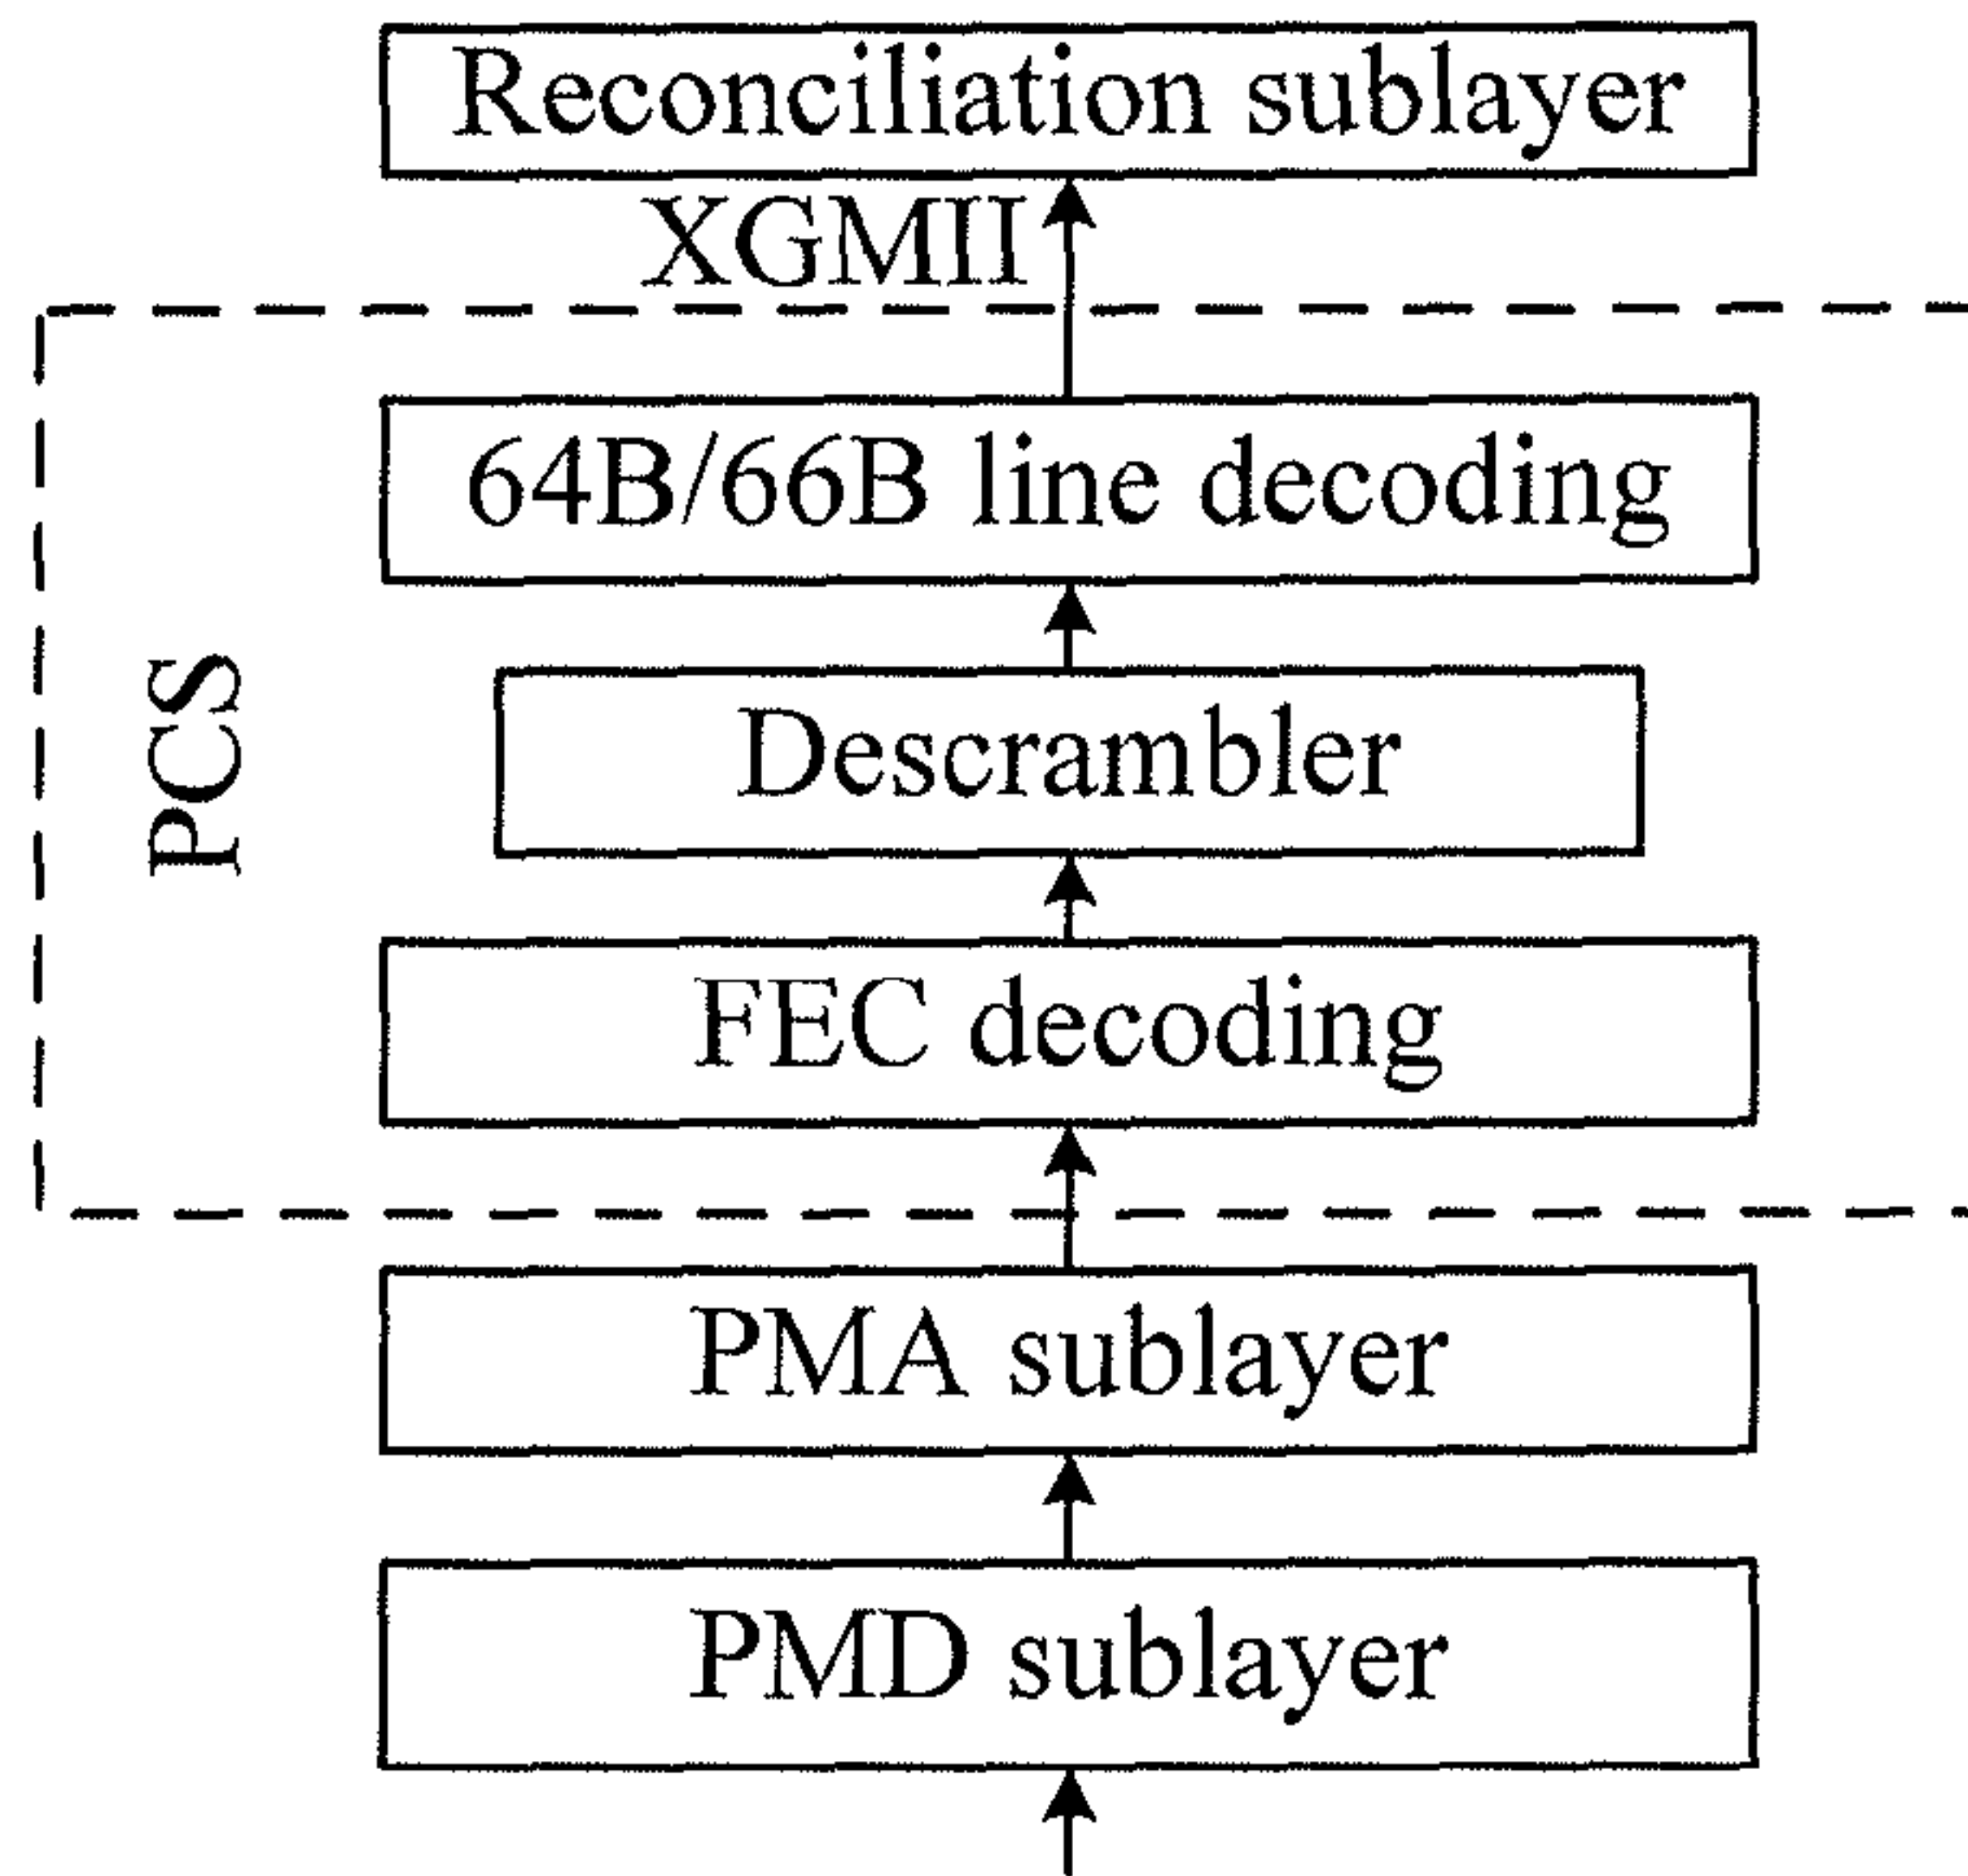 Reconciliation sublayer
XGMII
64B/66B line decoding
PCS
Descrambler
FEC decoding
PMA sublayer
PMD sublayer